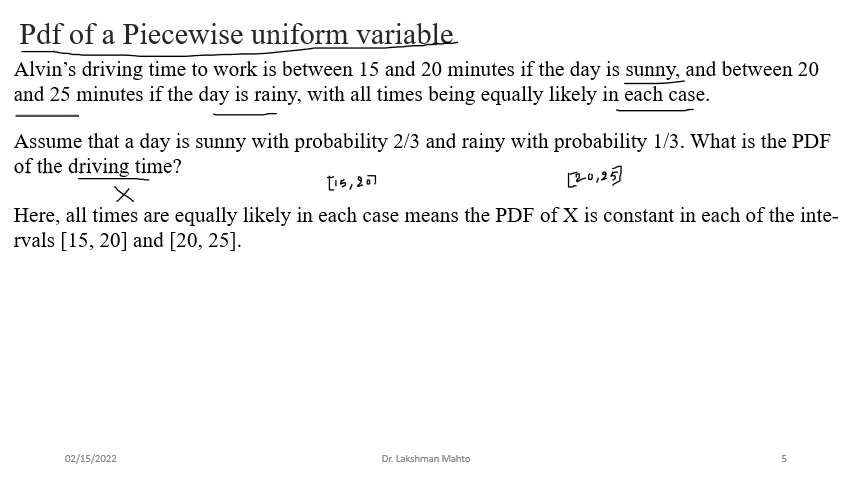 Pdf of a Piecewise uniform variable
Alvin’s driving time to work is between 15 and 20 minutes if the day is sunny, and between 20
and 25 minutes if the day is rainy, with all times being equally likely in each case.
Assume that a day is sunny with probability 2/3 and rainy with probability 1/3. What is the PDF
of the driving time?
[15,20] [20,25]
X
Here, all times are equally likely in each case means the PDF of X is constant in each of the inte-
rvals [15, 20] and [20, 25].
02/15/2022 Dr. Lakshman Mahto 5